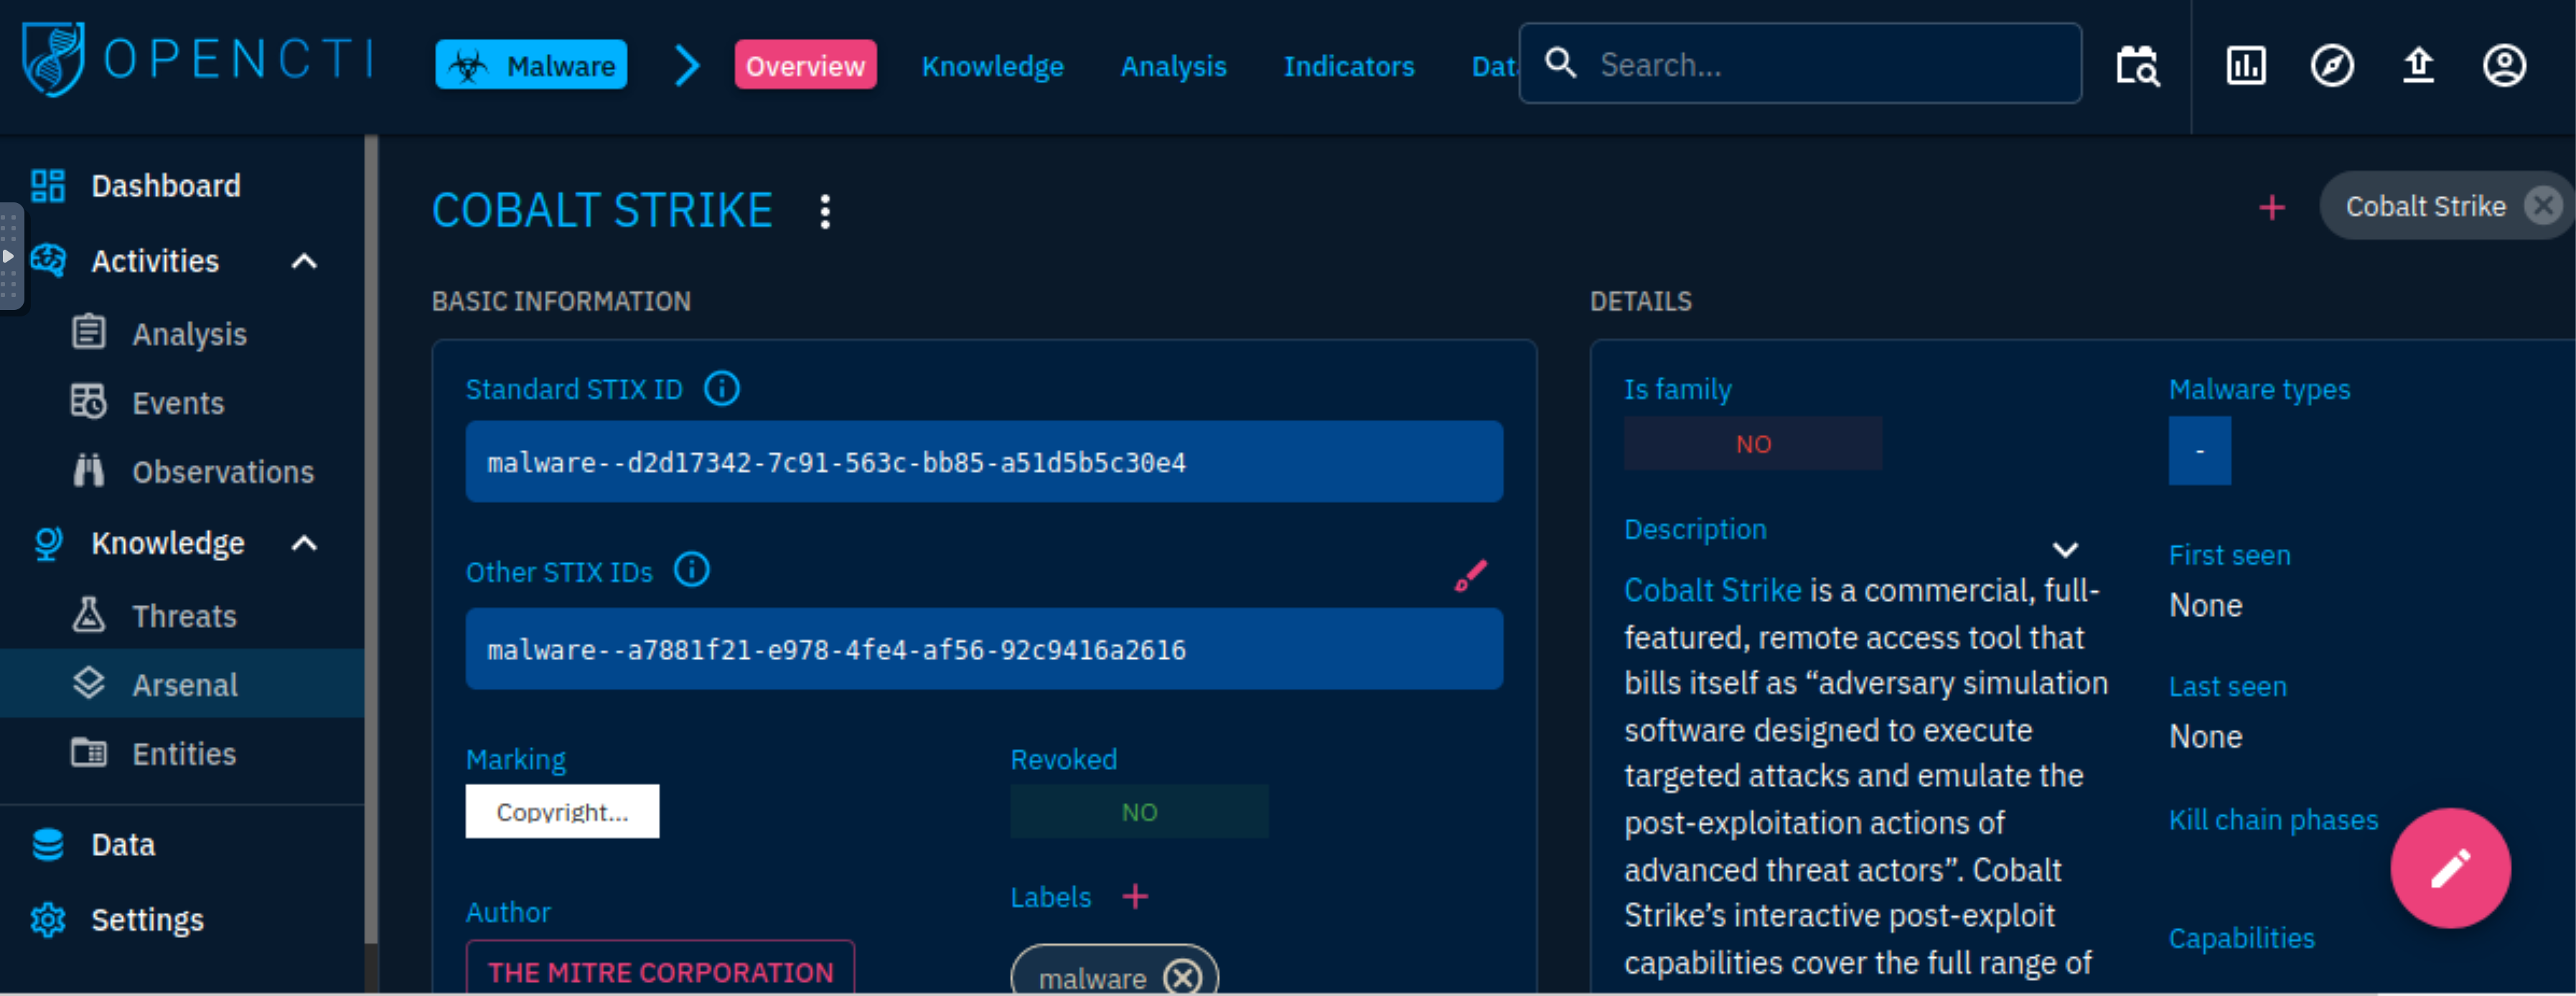 OPENCTI
Malware
Overview
Knowledge
Analysis
Indicators
Dat
Search...
Dashboard
Activities
Analysis
Events
Observations
Knowledge
Threats
Arsenal
Entities
Data
Settings
COBALT STRIKE
Cobalt Strike
BASIC INFORMATION
Standard STIX ID
malware--d2d17342-7c91-563c-bb85-a51d5b5c30e4
Other STIX IDs
malware--a7881f21-e978-4fe4-af56-92c9416a2616
Marking
Copyright...
Revoked
NO
Author
THE MITRE CORPORATION
Labels +
malware
DETAILS
Is family
NO
Description
Cobalt Strike is a commercial, full-
featured, remote access tool that
bills itself as “adversary simulation
software designed to execute
targeted attacks and emulate the
post-exploitation actions of
advanced threat actors”. Cobalt
Strike’s interactive post-exploit
capabilities cover the full range of
Malware types
-
First seen
None
Last seen
None
Kill chain phases
Capabilities